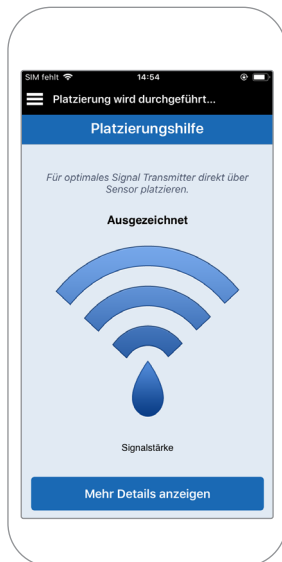 SIM fehlt 14:54
Platzierung wird durchgeführt...
Platzierungshilfe
Für optimales Signal Transmitter direkt über
Sensor platzieren.
Ausgezeichnet
Signalstärke
Mehr Details anzeigen